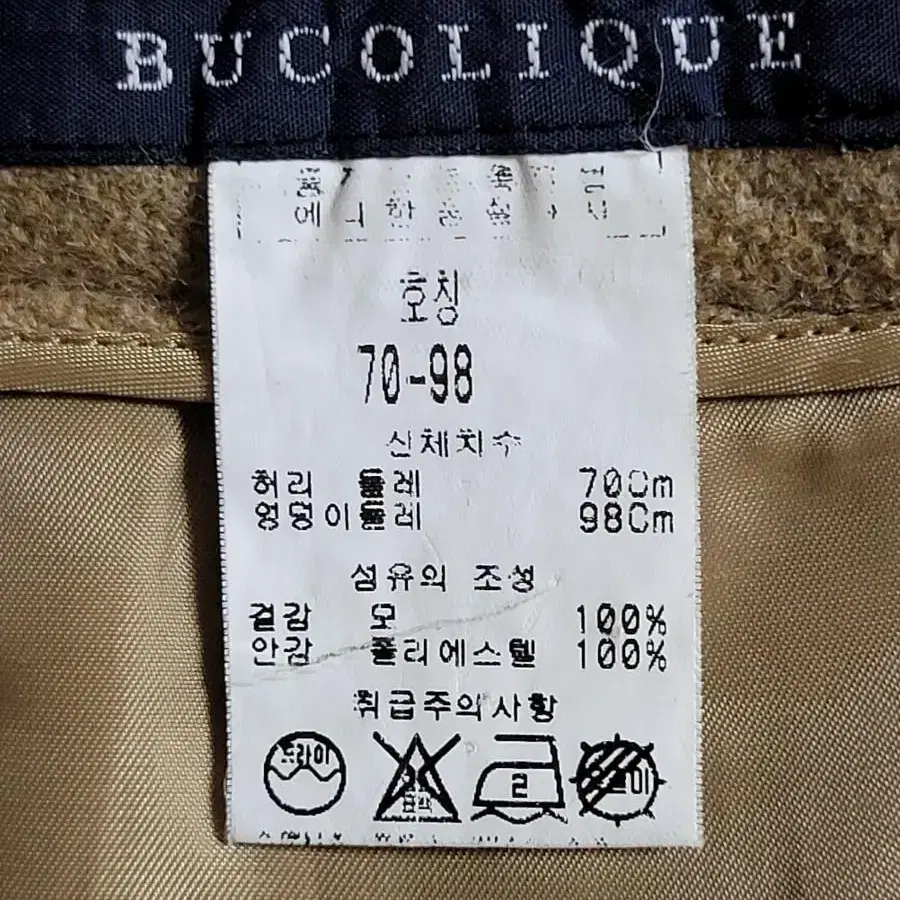 BUCOLIQUE
호칭
70-98
신체치수
허리 둘레 70Cm
엉덩이둘레 98Cm
섬유의 조성
겉감 모 100%
안감 폴리에스텔 100%
취급주의사항
드라이 2